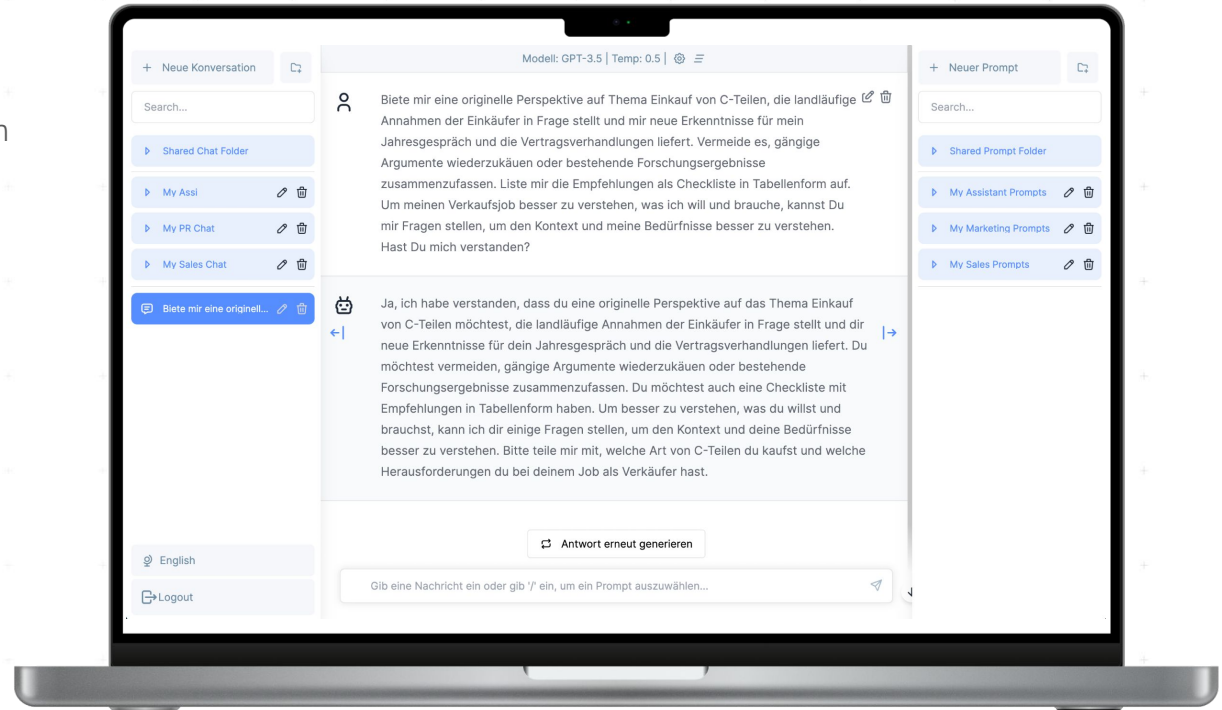 + Neue Konversation
Search...
Shared Chat Folder
My Assi
My PR Chat
My Sales Chat
Biete mir eine originell...
English
Logout
Modell: GPT-3.5 | Temp: 0.5 |
Biete mir eine originelle Perspektive auf Thema Einkauf von C-Teilen, die landläufige
Annahmen der Einkäufer in Frage stellt und mir neue Erkenntnisse für mein
Jahresgespräch und die Vertragsverhandlungen liefert. Vermeide es, gängige
Argumente wiederzukäuen oder bestehende Forschungsergebnisse
zusammenzufassen. Liste mir die Empfehlungen als Checkliste in Tabellenform auf.
Um meinen Verkaufsjob besser zu verstehen, was ich will und brauche, kannst Du
mir Fragen stellen, um den Kontext und meine Bedürfnisse besser zu verstehen.
Hast Du mich verstanden?
Ja, ich habe verstanden, dass du eine originelle Perspektive auf das Thema Einkauf
von C-Teilen möchtest, die landläufige Annahmen der Einkäufer in Frage stellt und dir
neue Erkenntnisse für dein Jahresgespräch und die Vertragsverhandlungen liefert. Du
möchtest vermeiden, gängige Argumente wiederzukäuen oder bestehende
Forschungsergebnisse zusammenzufassen. Du möchtest auch eine Checkliste mit
Empfehlungen in Tabellenform haben. Um besser zu verstehen, was du willst und
brauchst, kann ich dir einige Fragen stellen, um den Kontext und deine Bedürfnisse
besser zu verstehen. Bitte teile mir mit, welche Art von C-Teilen du kaufst und welche
Herausforderungen du bei deinem Job als Verkäufer hast.
Antwort erneut generieren
Gib eine Nachricht ein oder gib '/' ein, um ein Prompt auszuwählen...
+ Neuer Prompt
Search...
Shared Prompt Folder
My Assistant Prompts
My Marketing Prompts
My Sales Prompts